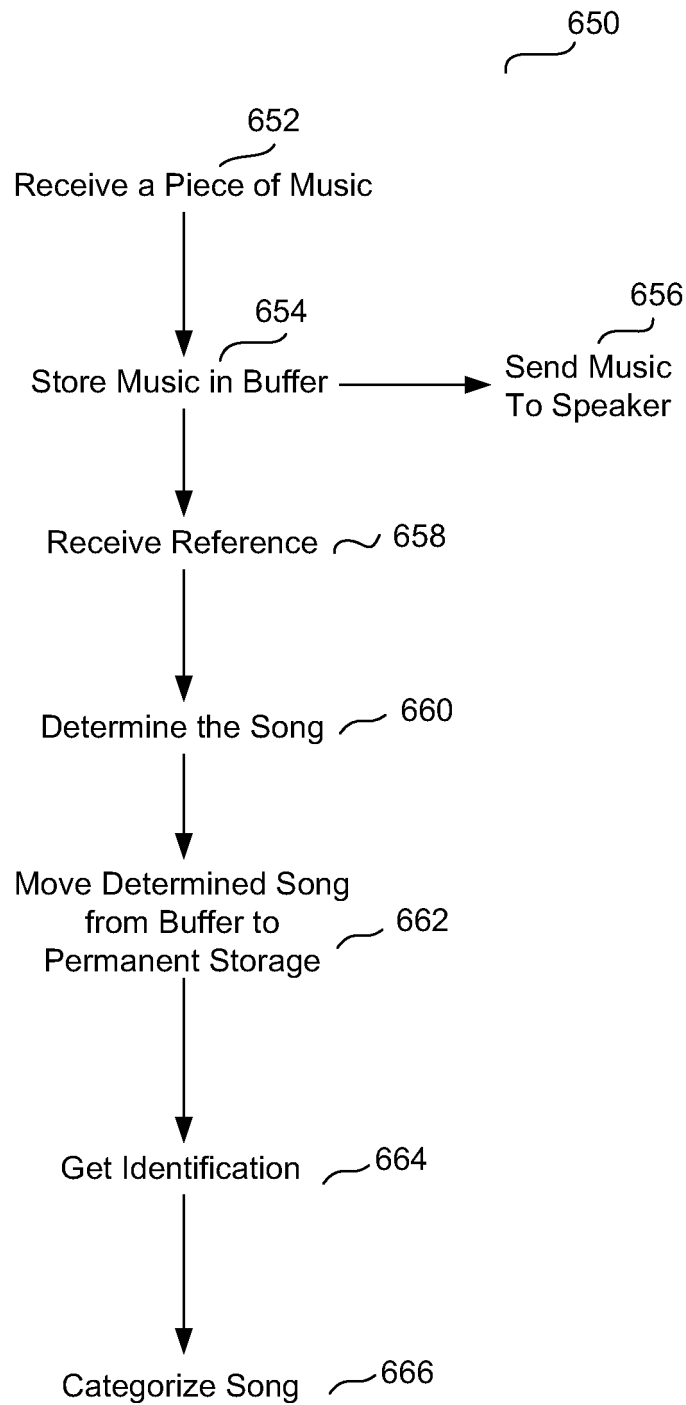 650
652
Receive a Piece of Music
654
Store Music in Buffer
656
Send Music
To Speaker
Receive Reference
658
Determine the Song
660
Move Determined Song
from Buffer to
Permanent Storage
662
Get Identification
664
Categorize Song
666